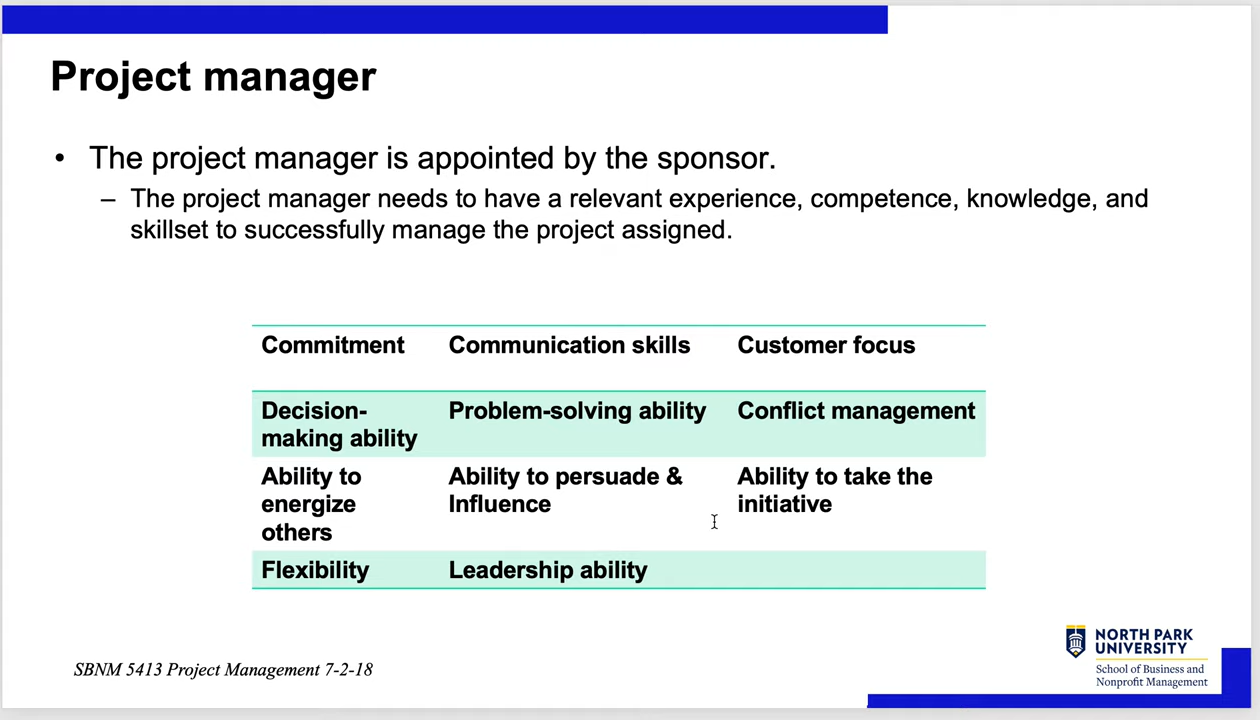 Project manager
• The project manager is appointed by the sponsor.
– The project manager needs to have a relevant experience, competence, knowledge, and
skillset to successfully manage the project assigned.
Commitment Communication skills Customer focus
Decision- Problem-solving ability Conflict management
making ability
Ability to Ability to persuade & Ability to take the
energize Influence initiative
others
Flexibility Leadership ability
SBNM 5413 Project Management 7-2-18
NORTH PARK
UNIVERSITY
School of Business and
Nonprofit Management